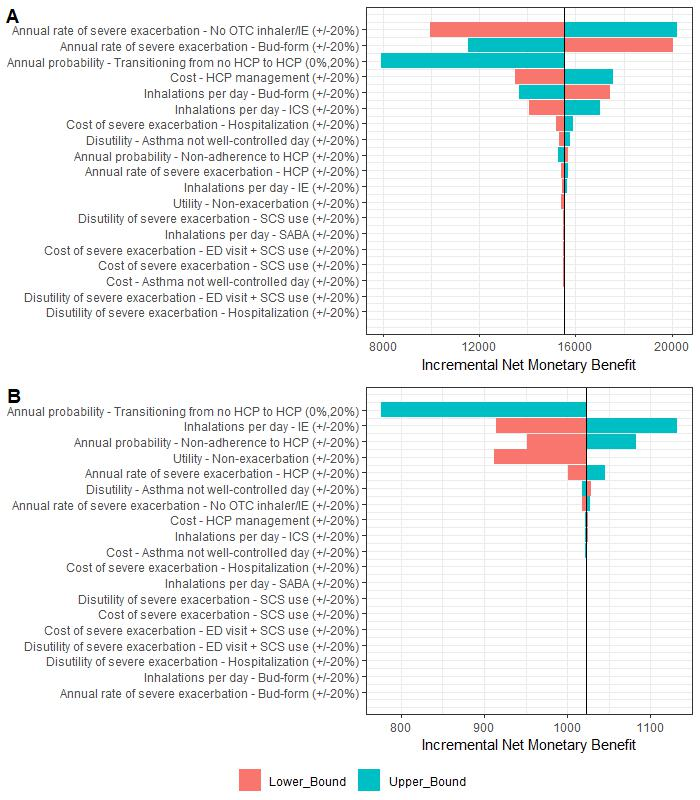 A
Annual rate of severe exacerbation - No OTC inhaler/IE (+/-20%)
Annual rate of severe exacerbation - Bud-form (+/-20%)
Annual probability - Transitioning from no HCP to HCP (0%,20%)
Cost - HCP management (+/-20%)
Inhalations per day - Bud-form (+/-20%)
Inhalations per day - ICS (+/-20%)
Cost of severe exacerbation - Hospitalization (+/-20%)
Disutility - Asthma not well-controlled day (+/-20%)
Annual probability - Non-adherence to HCP (+/-20%)
Annual rate of severe exacerbation - HCP (+/-20%)
Inhalations per day - IE (+/-20%)
Utility - Non-exacerbation (+/-20%)
Disutility of severe exacerbation - SCS use (+/-20%)
Inhalations per day - SABA (+/-20%)
Cost of severe exacerbation - ED visit + SCS use (+/-20%)
Cost of severe exacerbation - SCS use (+/-20%)
Cost - Asthma not well-controlled day (+/-20%)
Disutility of severe exacerbation - ED visit + SCS use (+/-20%)
Disutility of severe exacerbation - Hospitalization (+/-20%)
8000 12000 16000 20000
Incremental Net Monetary Benefit
B
Annual probability - Transitioning from no HCP to HCP (0%,20%)
Inhalations per day - IE (+/-20%)
Annual probability - Non-adherence to HCP (+/-20%)
Utility - Non-exacerbation (+/-20%)
Annual rate of severe exacerbation - HCP (+/-20%)
Disutility - Asthma not well-controlled day (+/-20%)
Annual rate of severe exacerbation - No OTC inhaler/IE (+/-20%)
Cost - HCP management (+/-20%)
Inhalations per day - ICS (+/-20%)
Cost - Asthma not well-controlled day (+/-20%)
Cost of severe exacerbation - Hospitalization (+/-20%)
Inhalations per day - SABA (+/-20%)
Disutility of severe exacerbation - SCS use (+/-20%)
Cost of severe exacerbation - SCS use (+/-20%)
Cost of severe exacerbation - ED visit + SCS use (+/-20%)
Disutility of severe exacerbation - ED visit + SCS use (+/-20%)
Disutility of severe exacerbation - Hospitalization (+/-20%)
Inhalations per day - Bud-form (+/-20%)
Annual rate of severe exacerbation - Bud-form (+/-20%)
800 900 1000 1100
Incremental Net Monetary Benefit
Lower_Bound Upper_Bound